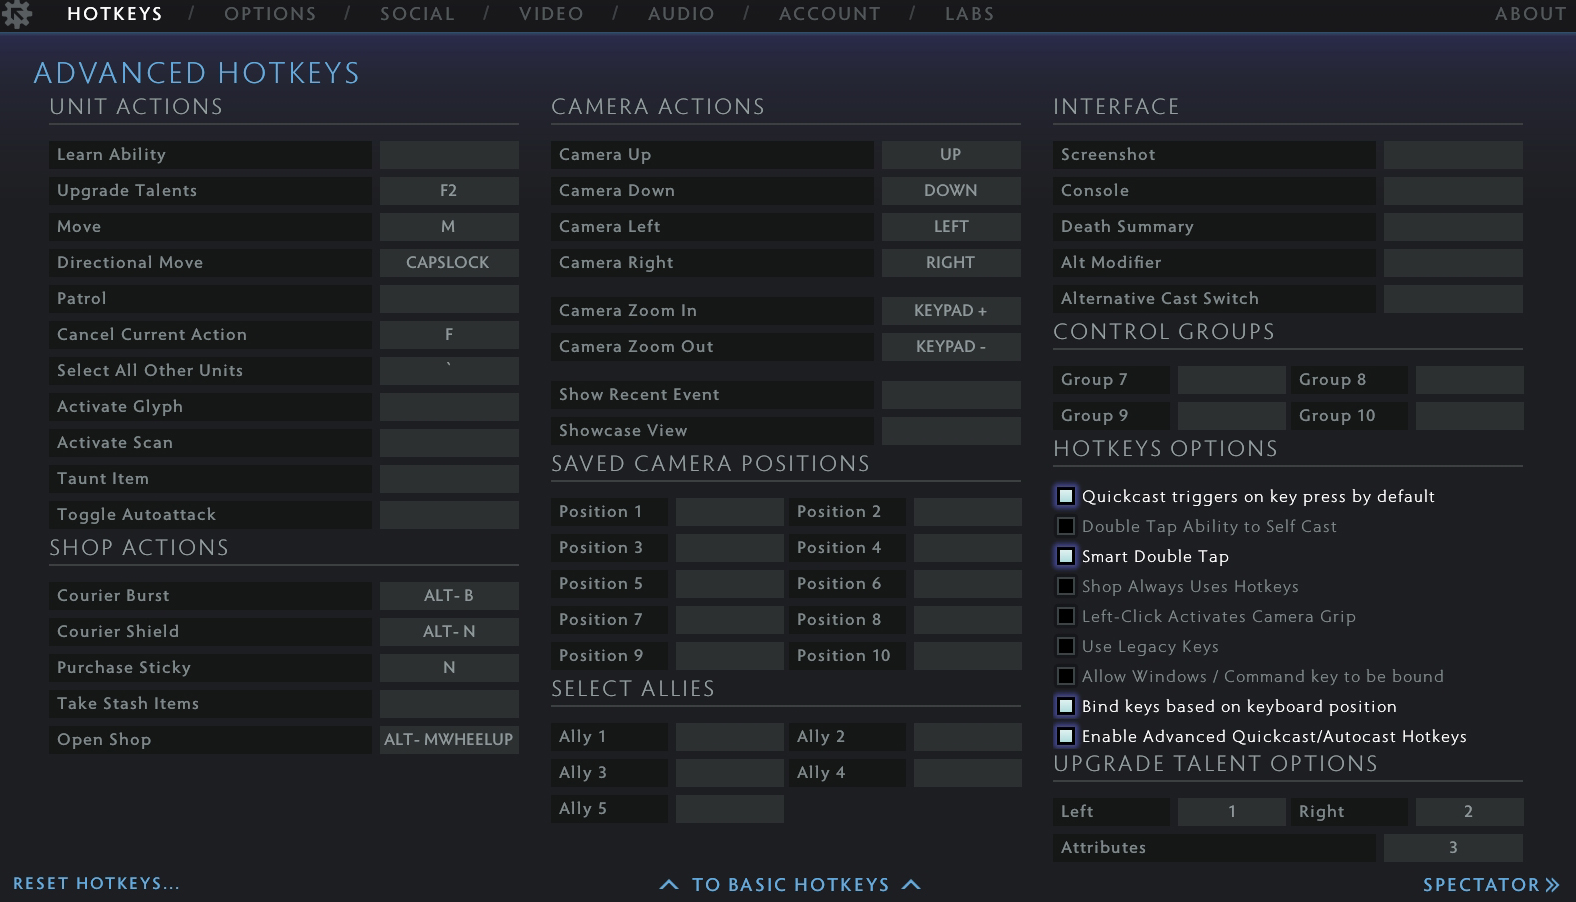 HOTKEYS / OPTIONS / SOCIAL / VIDEO / AUDIO / ACCOUNT / LABS ABOUT
ADVANCED HOTKEYS
UNIT ACTIONS
Learn Ability
Upgrade Talents F2
Move M
Directional Move CAPSLOCK
Patrol
Cancel Current Action F
Select All Other Units `
Activate Glyph
Activate Scan
Taunt Item
Toggle Autoattack
SHOP ACTIONS
Courier Burst ALT- B
Courier Shield ALT- N
Purchase Sticky N
Take Stash Items
Open Shop ALT- MWHEELUP
CAMERA ACTIONS
Camera Up UP
Camera Down DOWN
Camera Left LEFT
Camera Right RIGHT
Camera Zoom In KEYPAD +
Camera Zoom Out KEYPAD -
Show Recent Event
Showcase View
SAVED CAMERA POSITIONS
Position 1 Position 2
Position 3 Position 4
Position 5 Position 6
Position 7 Position 8
Position 9 Position 10
SELECT ALLIES
Ally 1 Ally 2
Ally 3 Ally 4
Ally 5
INTERFACE
Screenshot
Console
Death Summary
Alt Modifier
Alternative Cast Switch
CONTROL GROUPS
Group 7 Group 8
Group 9 Group 10
HOTKEYS OPTIONS
Quickcast triggers on key press by default
Double Tap Ability to Self Cast
Smart Double Tap
Shop Always Uses Hotkeys
Left-Click Activates Camera Grip
Use Legacy Keys
Allow Windows / Command key to be bound
Bind keys based on keyboard position
Enable Advanced Quickcast/Autocast Hotkeys
UPGRADE TALENT OPTIONS
Left 1 Right 2
Attributes 3
RESET HOTKEYS... TO BASIC HOTKEYS SPECTATOR